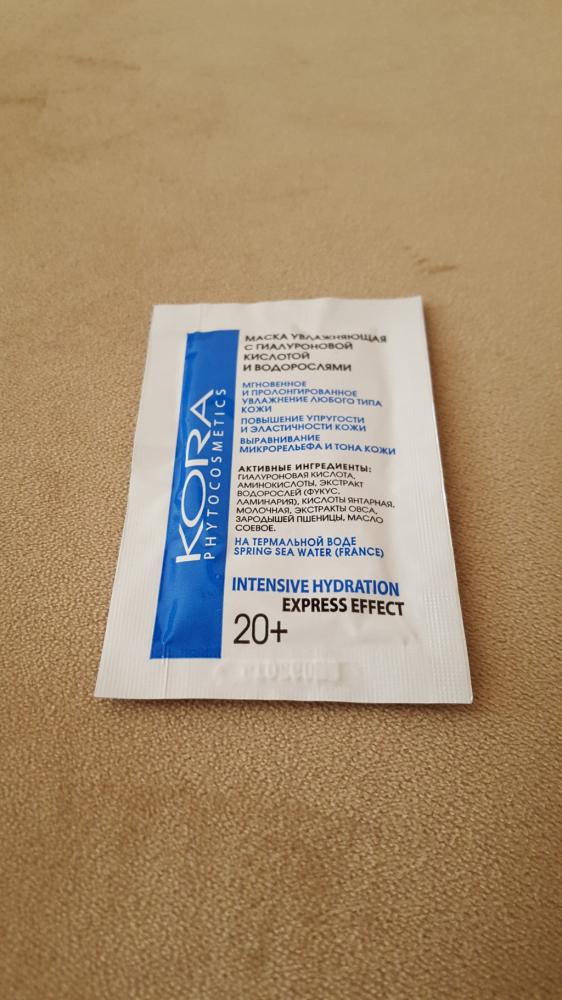 KORA
PHYTOCOSMETICS
МАСКА УВЛАЖНЯЮЩАЯ
С ГИАЛУРОНОВОЙ
КИСЛОТОЙ
И ВОДОРОСЛЯМИ
МГНОВЕННОЕ
И ПРОЛОНГИРОВАННОЕ
УВЛАЖНЕНИЕ ЛЮБОГО ТИПА
КОЖИ
ПОВЫШЕНИЕ УПРУГОСТИ
И ЭЛАСТИЧНОСТИ КОЖИ
ВЫРАВНИВАНИЕ
МИКРОРЕЛЬЕФА И ТОНА КОЖИ
АКТИВНЫЕ ИНГРЕДИЕНТЫ:
ГИАЛУРОНОВАЯ КИСЛОТА,
АМИНОКИСЛОТЫ, ЭКСТРАКТ
ВОДОРОСЛЕЙ (ФУКУС,
ЛАМИНАРИЯ), КИСЛОТЫ ЯНТАРНАЯ,
МОЛОЧНАЯ, ЭКСТРАКТЫ ОВСА,
ЗАРОДЫШЕЙ ПШЕНИЦЫ, МАСЛО
СОЕВОЕ.
НА ТЕРМАЛЬНОЙ ВОДЕ
SPRING SEA WATER (FRANCE)
INTENSIVE HYDRATION
EXPRESS EFFECT
20+